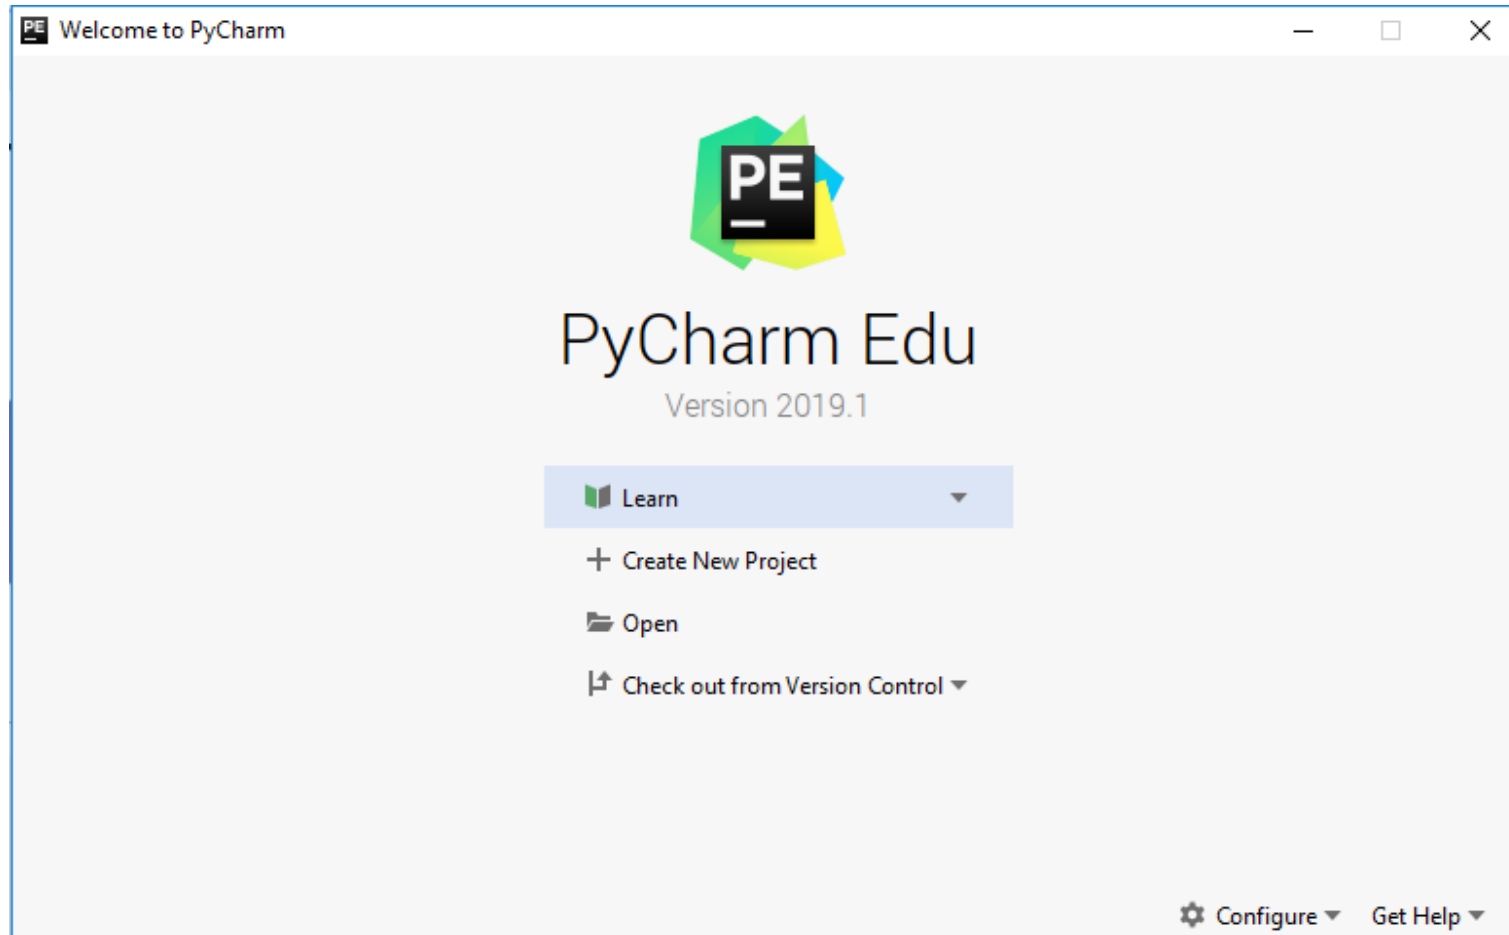 PE Welcome to PyCharm
PE
PyCharm Edu
Version 2019.1
Learn
Create New Project
Open
Check out from Version Control
Configure Get Help